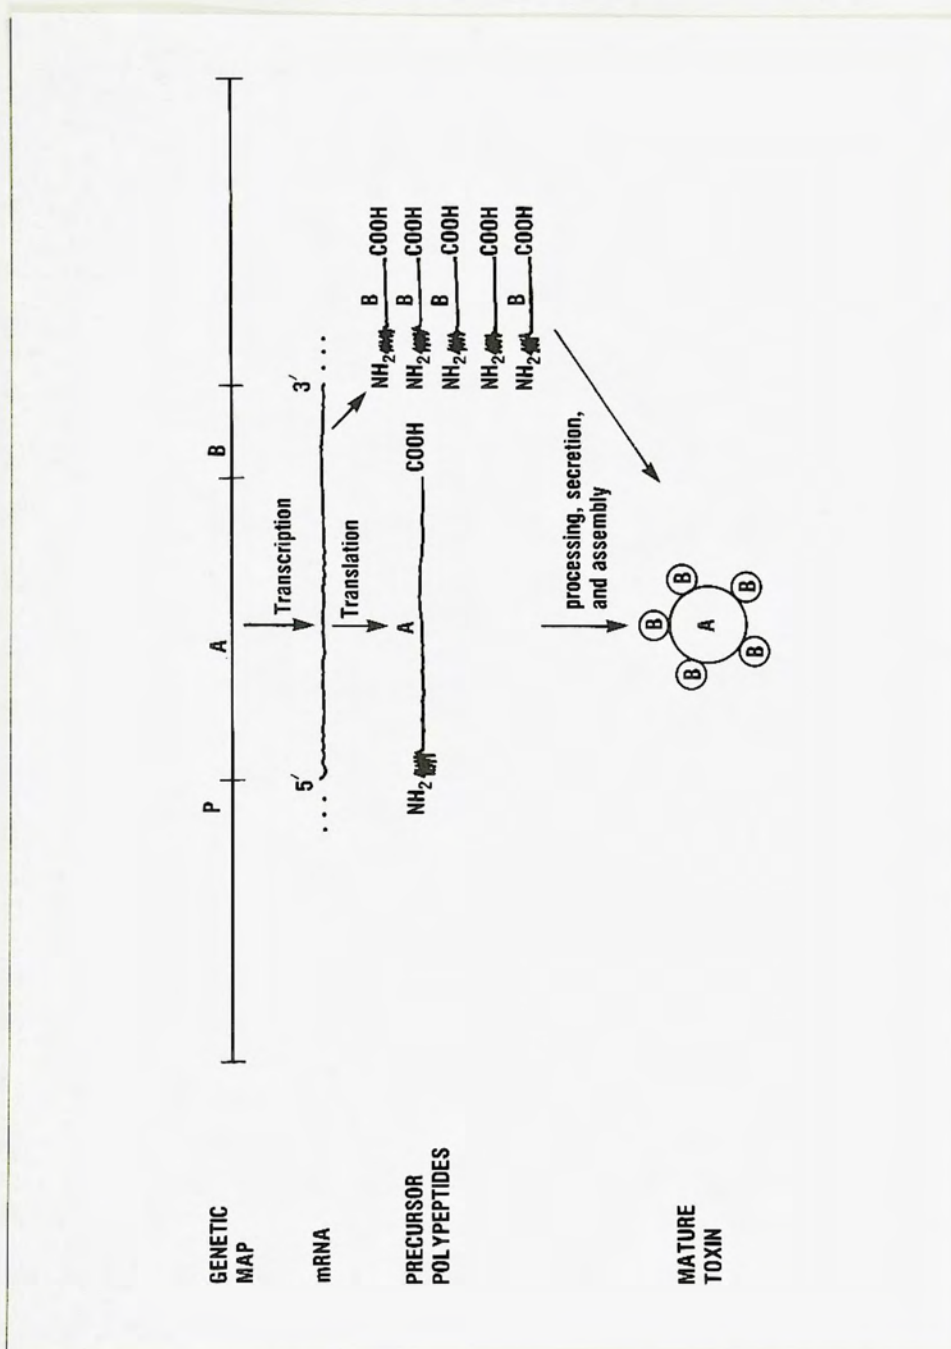 GENETIC
MAP
P
A
B
Transcription
mRNA
...
5′
3′
...
Translation
PRECURSOR
POLYPEPTIDES
NH2
A
COOH
NH2 B COOH
NH2 B COOH
NH2 B COOH
NH2 COOH
NH2 B COOH
processing, secretion,
and assembly
MATURE
TOXIN
A
B
B
B
B
B